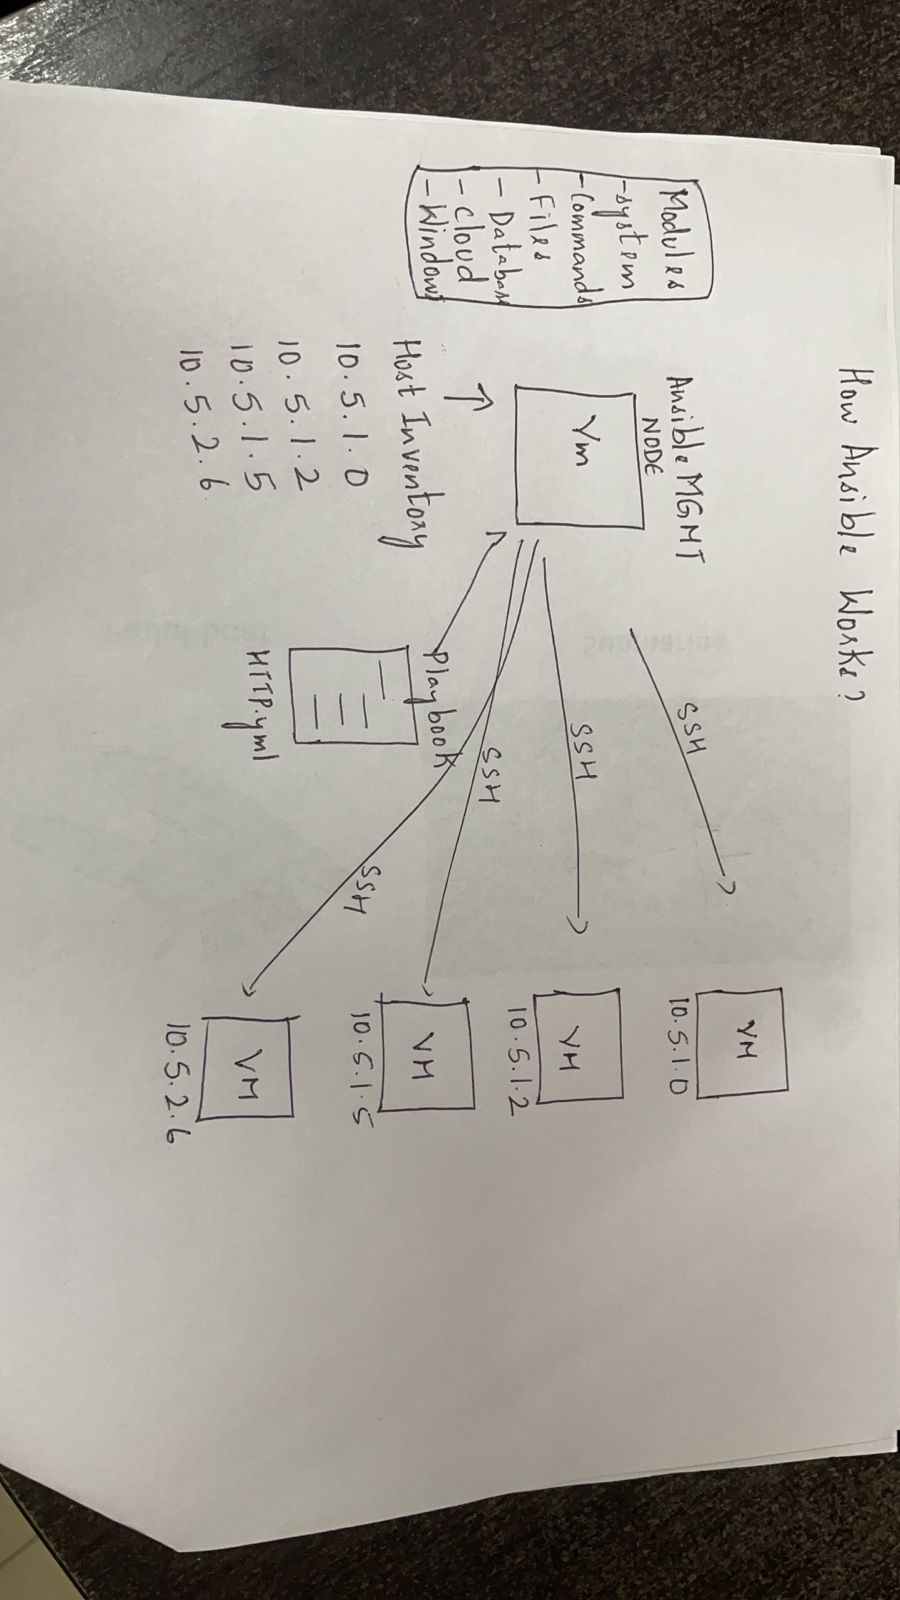 How Ansible Works?
Modules
- system
- Commands
- Files
- Database
- Cloud
- Windows
Ansible MGMT
NODE
Vm
Host Inventory
10.5.1.0
10.5.1.2
10.5.1.5
10.5.2.6
Playbook
HTTP.yml
SSH
SSH
SSH
SSH
VM
10.5.1.0
VM
10.5.1.2
VM
10.5.1.5
VM
10.5.2.6